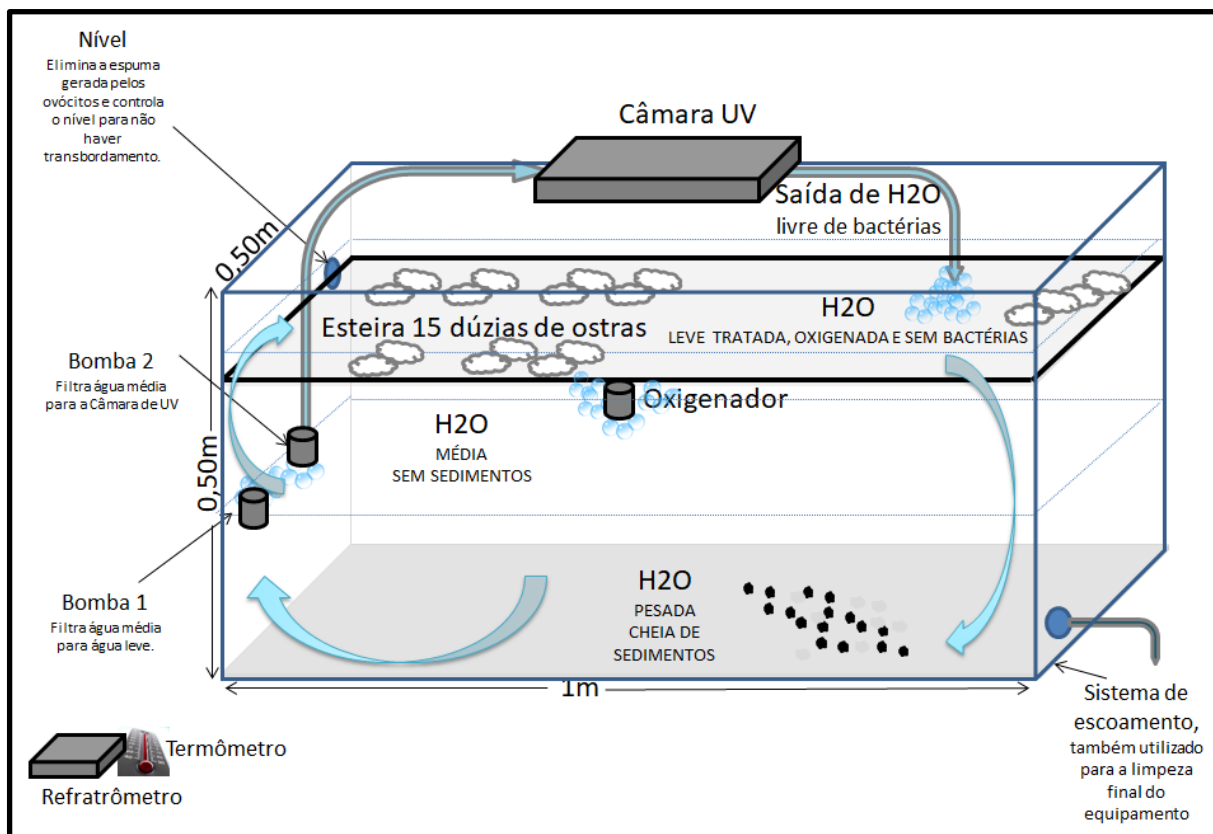 Nível
Elimina a espuma
gerada pelos
ovócitos e controla
o nível para não
haver
transbordamento.
Câmara UV
Saída de H2O
livre de bactérias
0,50m
Esteira 15 dúzias de ostras
H2O
LEVE TRATADA, OXIGENADA E SEM BACTÉRIAS
Bomba 2
Filtra água média
para a Câmara de UV
Oxigenador
H2O
MÉDIA
SEM SEDIMENTOS
0,50m
Bomba 1
Filtra água média
para água leve.
H2O
PESADA
CHEIA DE
SEDIMENTOS
1m
Sistema de
escoamento,
também utilizado
para a limpeza
final do
equipamento
Termômetro
Refratrômetro